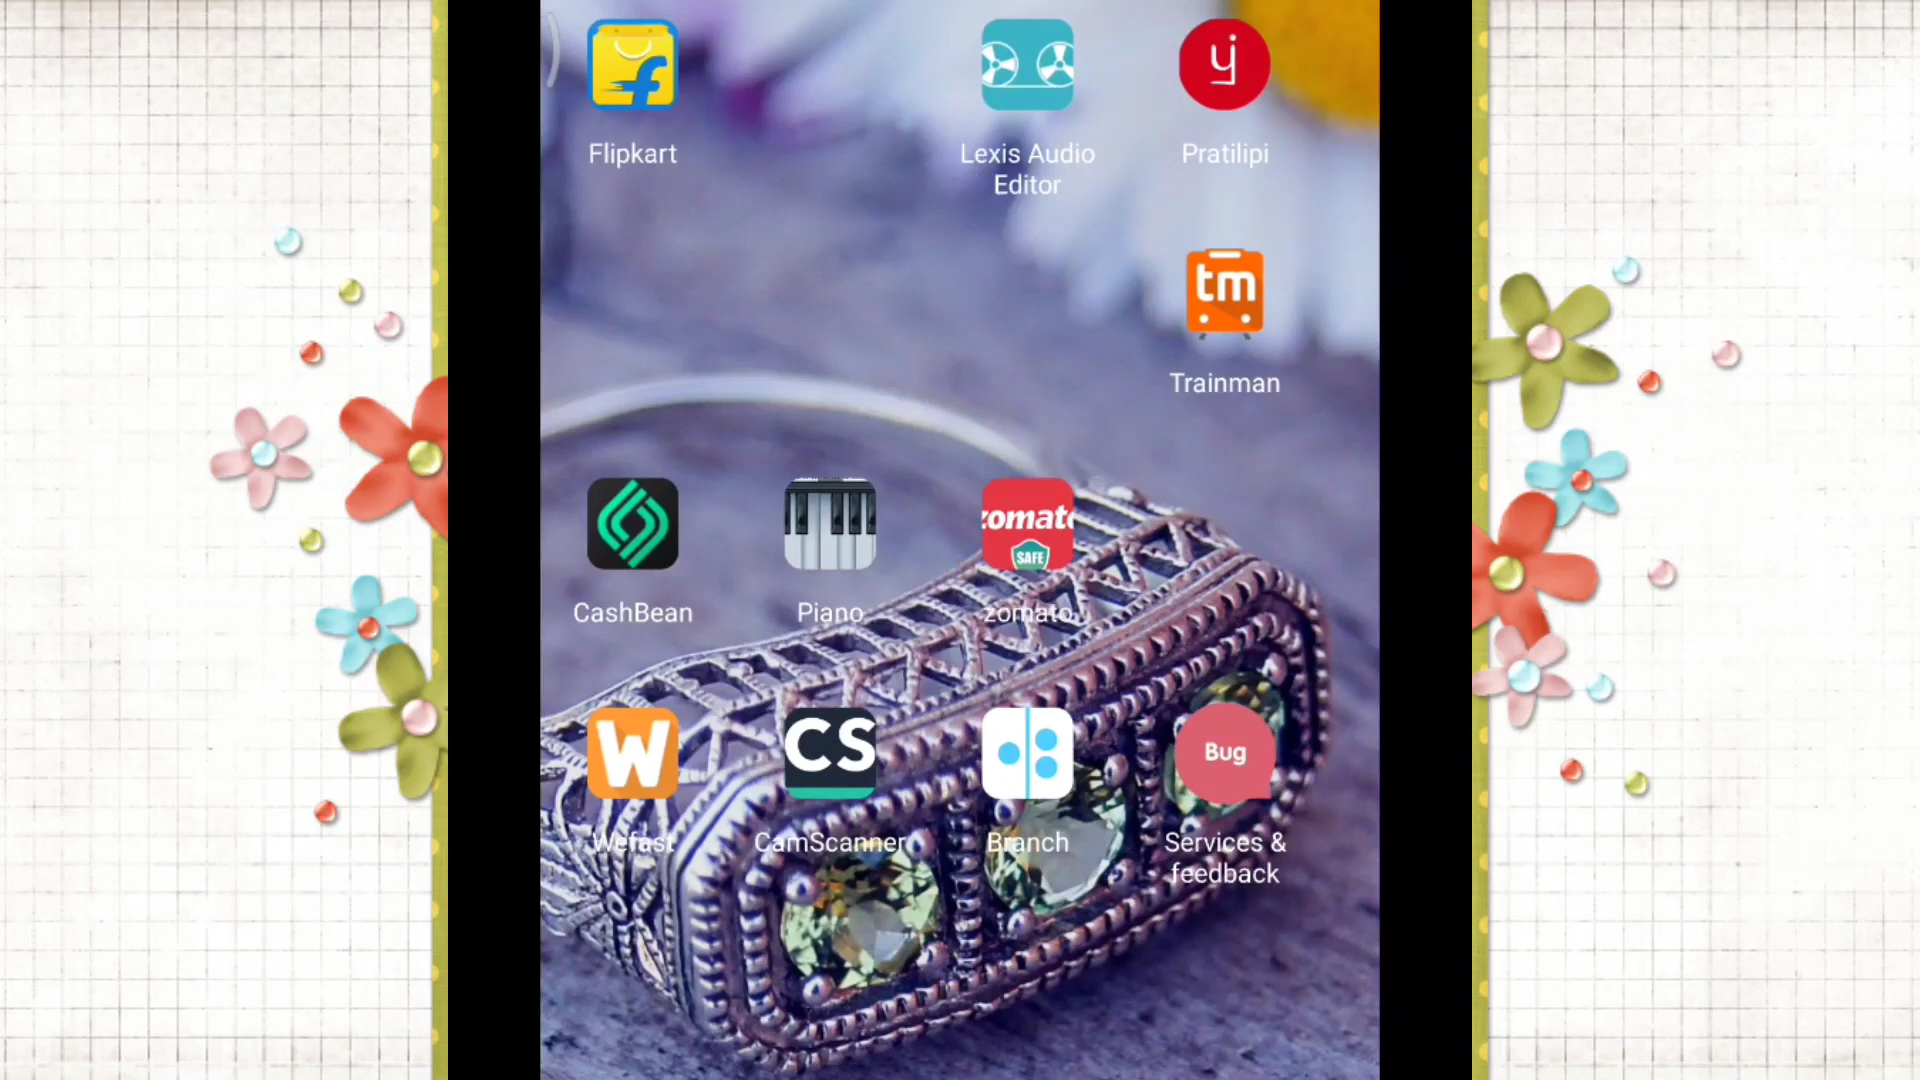 Flipkart
Lexis Audio
Editor
Pratilipi
tm
Trainman
CashBean
Piano
zomato
SAFE
zomato
W
Wefast
CS
CamScanner
Branch
Bug
Services &
feedback